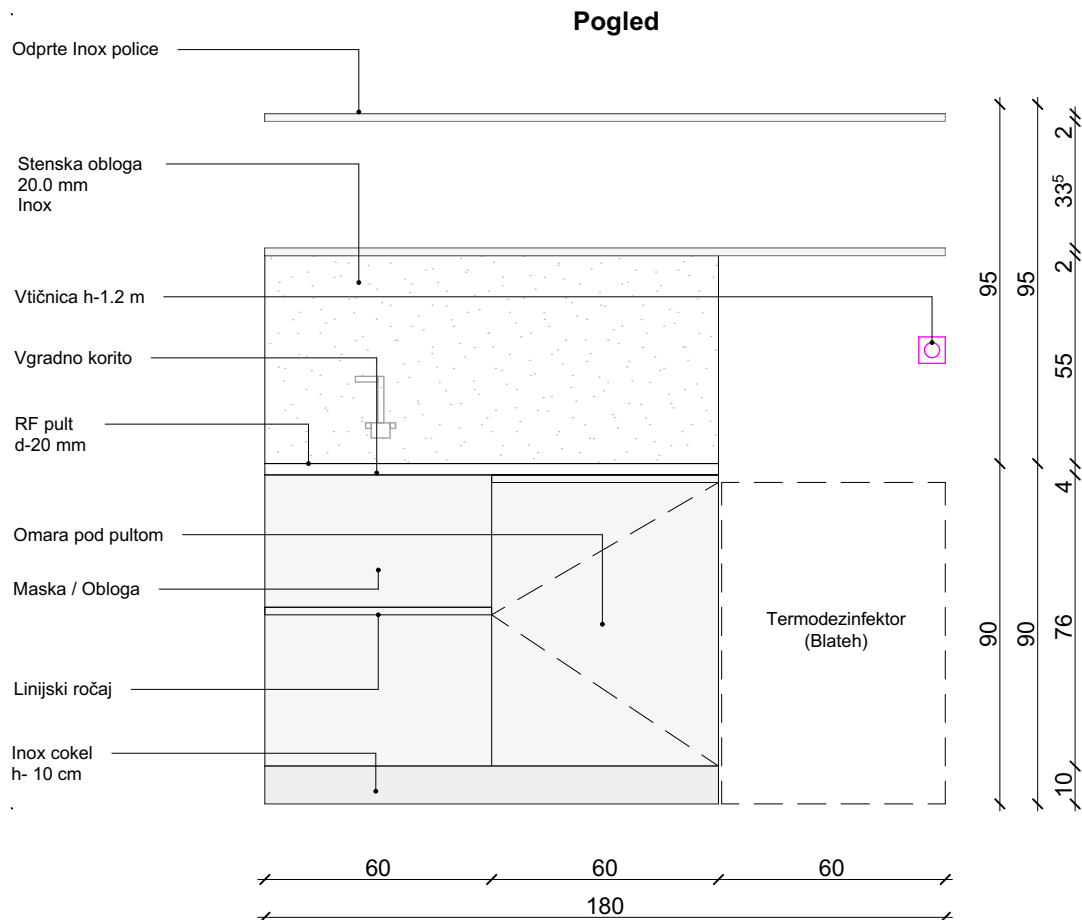 Pogled
Odprte Inox police
Stenska obloga
20.0 mm
Inox
Vtičnica h-1.2 m
Vgradno korito
RF pult
d-20 mm
Omara pod pultom
Maska / Obloga
Linijski ročaj
Inox cokel
h- 10 cm
Termodezinfektor
(Blateh)
95
90
95
90
2
33⁵
2
55
4
76
10
60
60
60
180